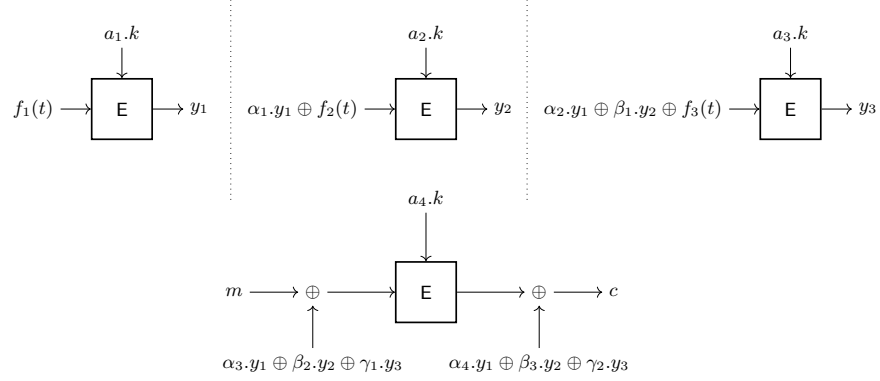 a₁.k
a₂.k
a₃.k
f₁(t) E y₁
α₁.y₁ ⊕ f₂(t) E y₂
α₂.y₁ ⊕ β₁.y₂ ⊕ f₃(t) E y₃
a₄.k
m ⊕ E ⊕ c
α₃.y₁ ⊕ β₂.y₂ ⊕ γ₁.y₃
α₄.y₁ ⊕ β₃.y₂ ⊕ γ₂.y₃